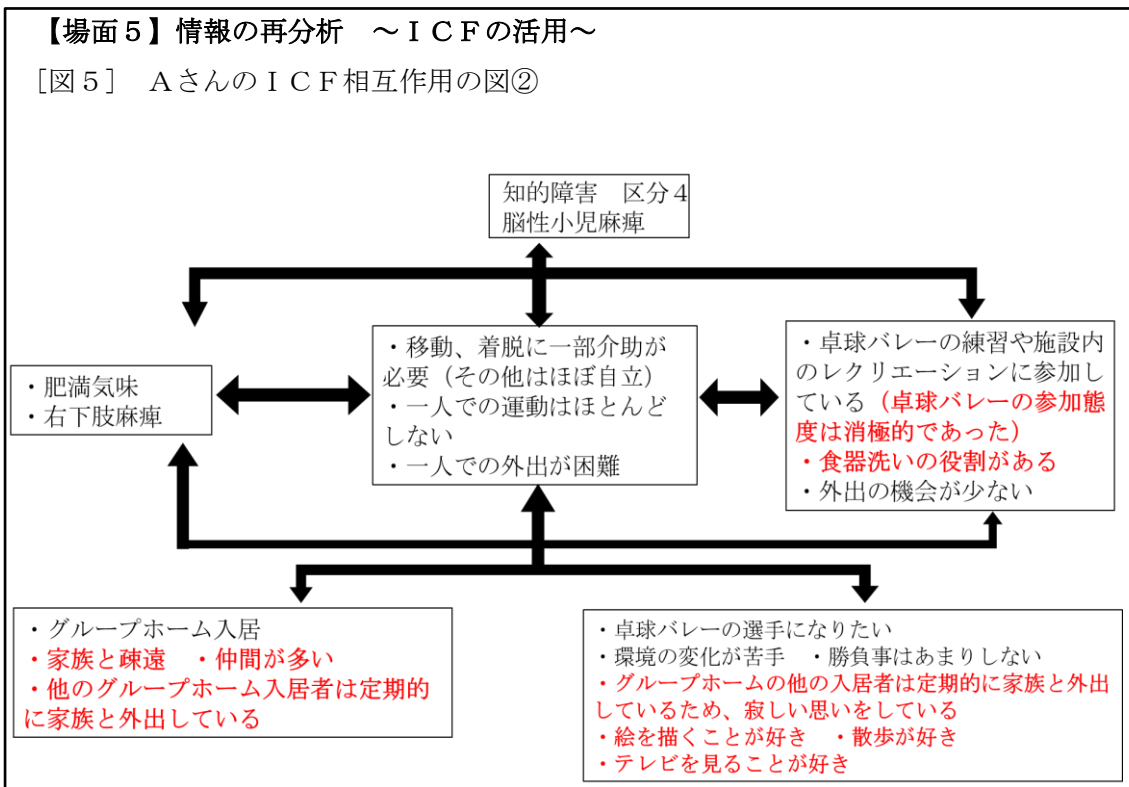 【場面５】情報の再分析　～ＩＣＦの活用～
［図５］　ＡさんのＩＣＦ相互作用の図②
知的障害　区分４
脳性小児麻痺
・肥満気味
・右下肢麻痺
・移動、着脱に一部介助が
必要（その他はほぼ自立）
・一人での運動はほとんど
しない
・一人での外出が困難
・卓球バレーの練習や施設内
のレクリエーションに参加し
ている（卓球バレーの参加態
度は消極的であった）
・食器洗いの役割がある
・外出の機会が少ない
・グループホーム入居
・家族と疎遠　・仲間が多い
・他のグループホーム入居者は定期的
に家族と外出している
・卓球バレーの選手になりたい
・環境の変化が苦手　・勝負事はあまりしない
・グループホームの他の入居者は定期的に家族と外出
しているため、寂しい思いをしている
・絵を描くことが好き　・散歩が好き
・テレビを見ることが好き